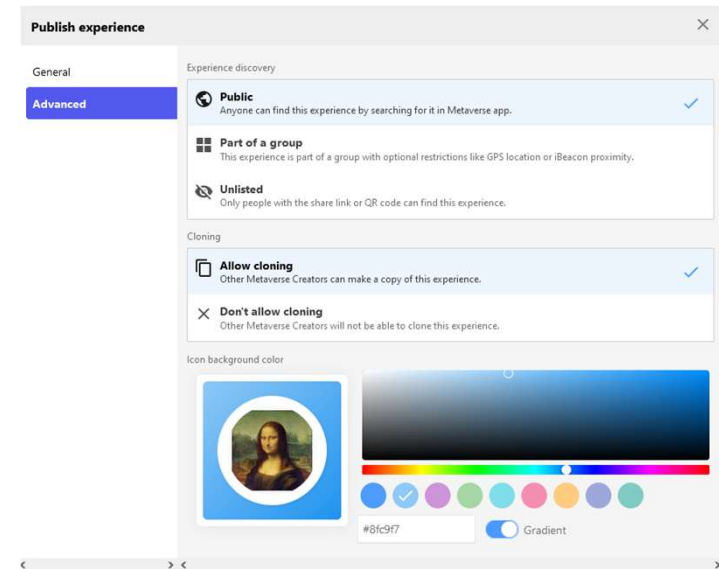 Publish experience
General
Advanced
Experience discovery
Public
Anyone can find this experience by searching for it in Metaverse app.
Part of a group
This experience is part of a group with optional restrictions like GPS location or iBeacon proximity.
Unlisted
Only people with the share link or QR code can find this experience.
Cloning
Allow cloning
Other Metaverse Creators can make a copy of this experience.
Don't allow cloning
Other Metaverse Creators will not be able to clone this experience.
Icon background color
#8fc9f7
Gradient